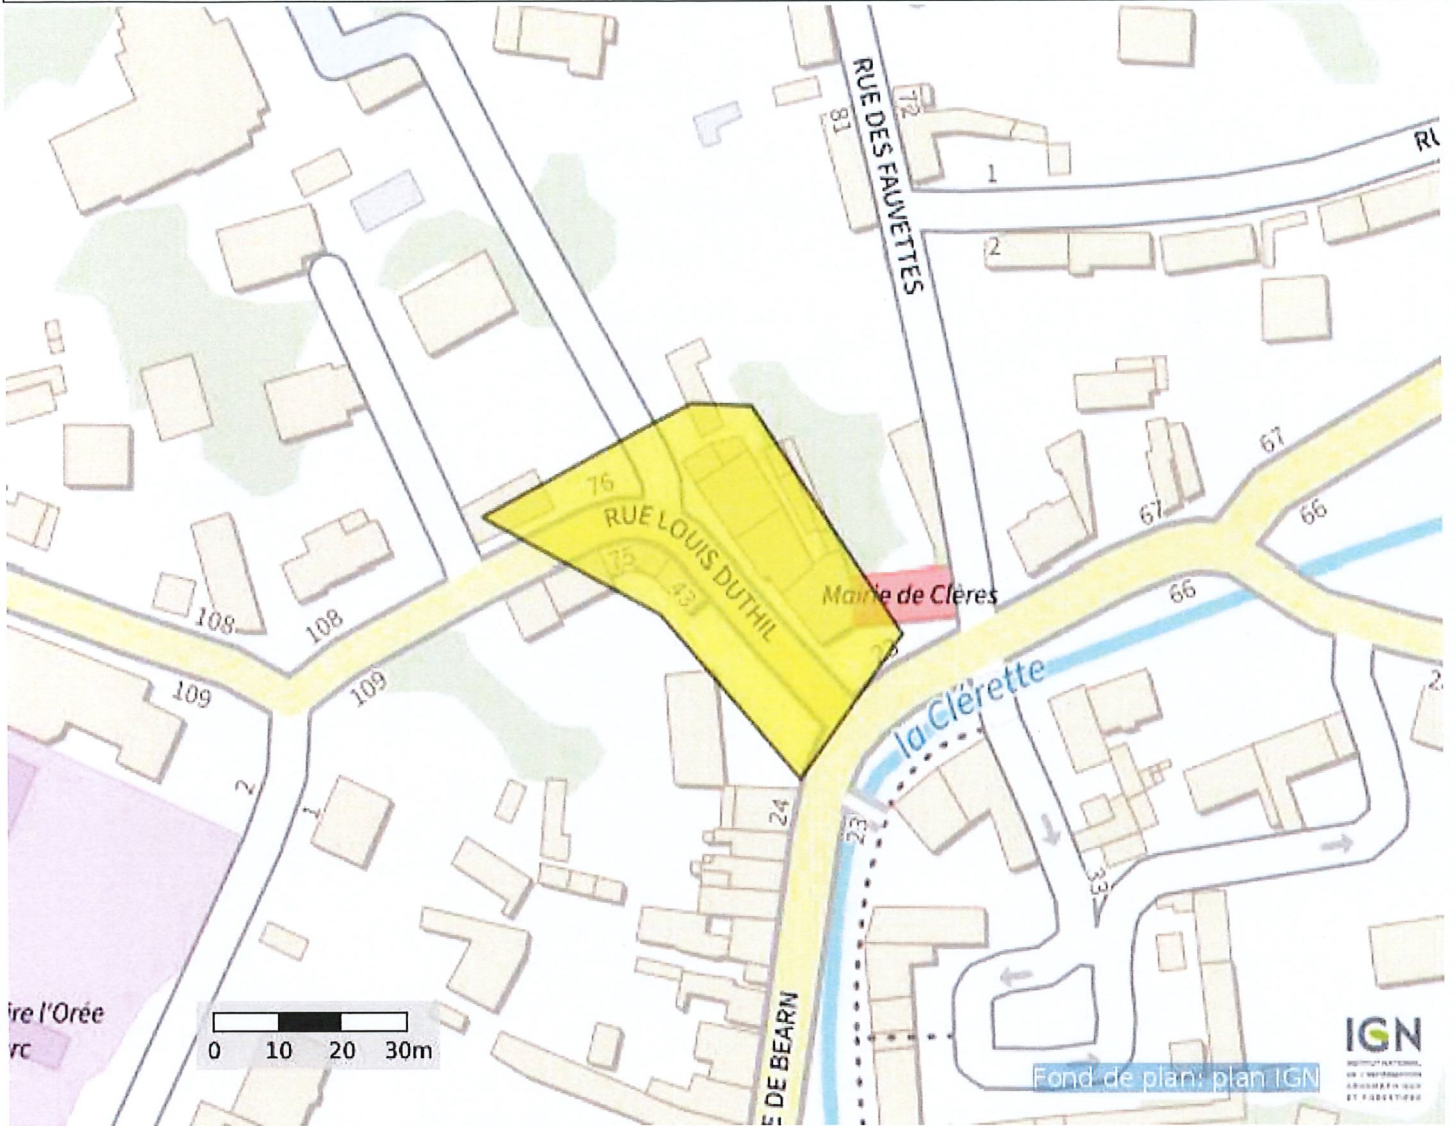 RUE DES FAUVETTES
72
81
RU
1
2
76
RUE LOUIS DUTHIL
75
43
67
67
66
66
Mairie de Clères
108
108
109
109
la Clérette
2
1
24
23
33
ire l'Orée
rc
0 10 20 30m
E DE BEARN
Fond de plan: plan IGN
IGN